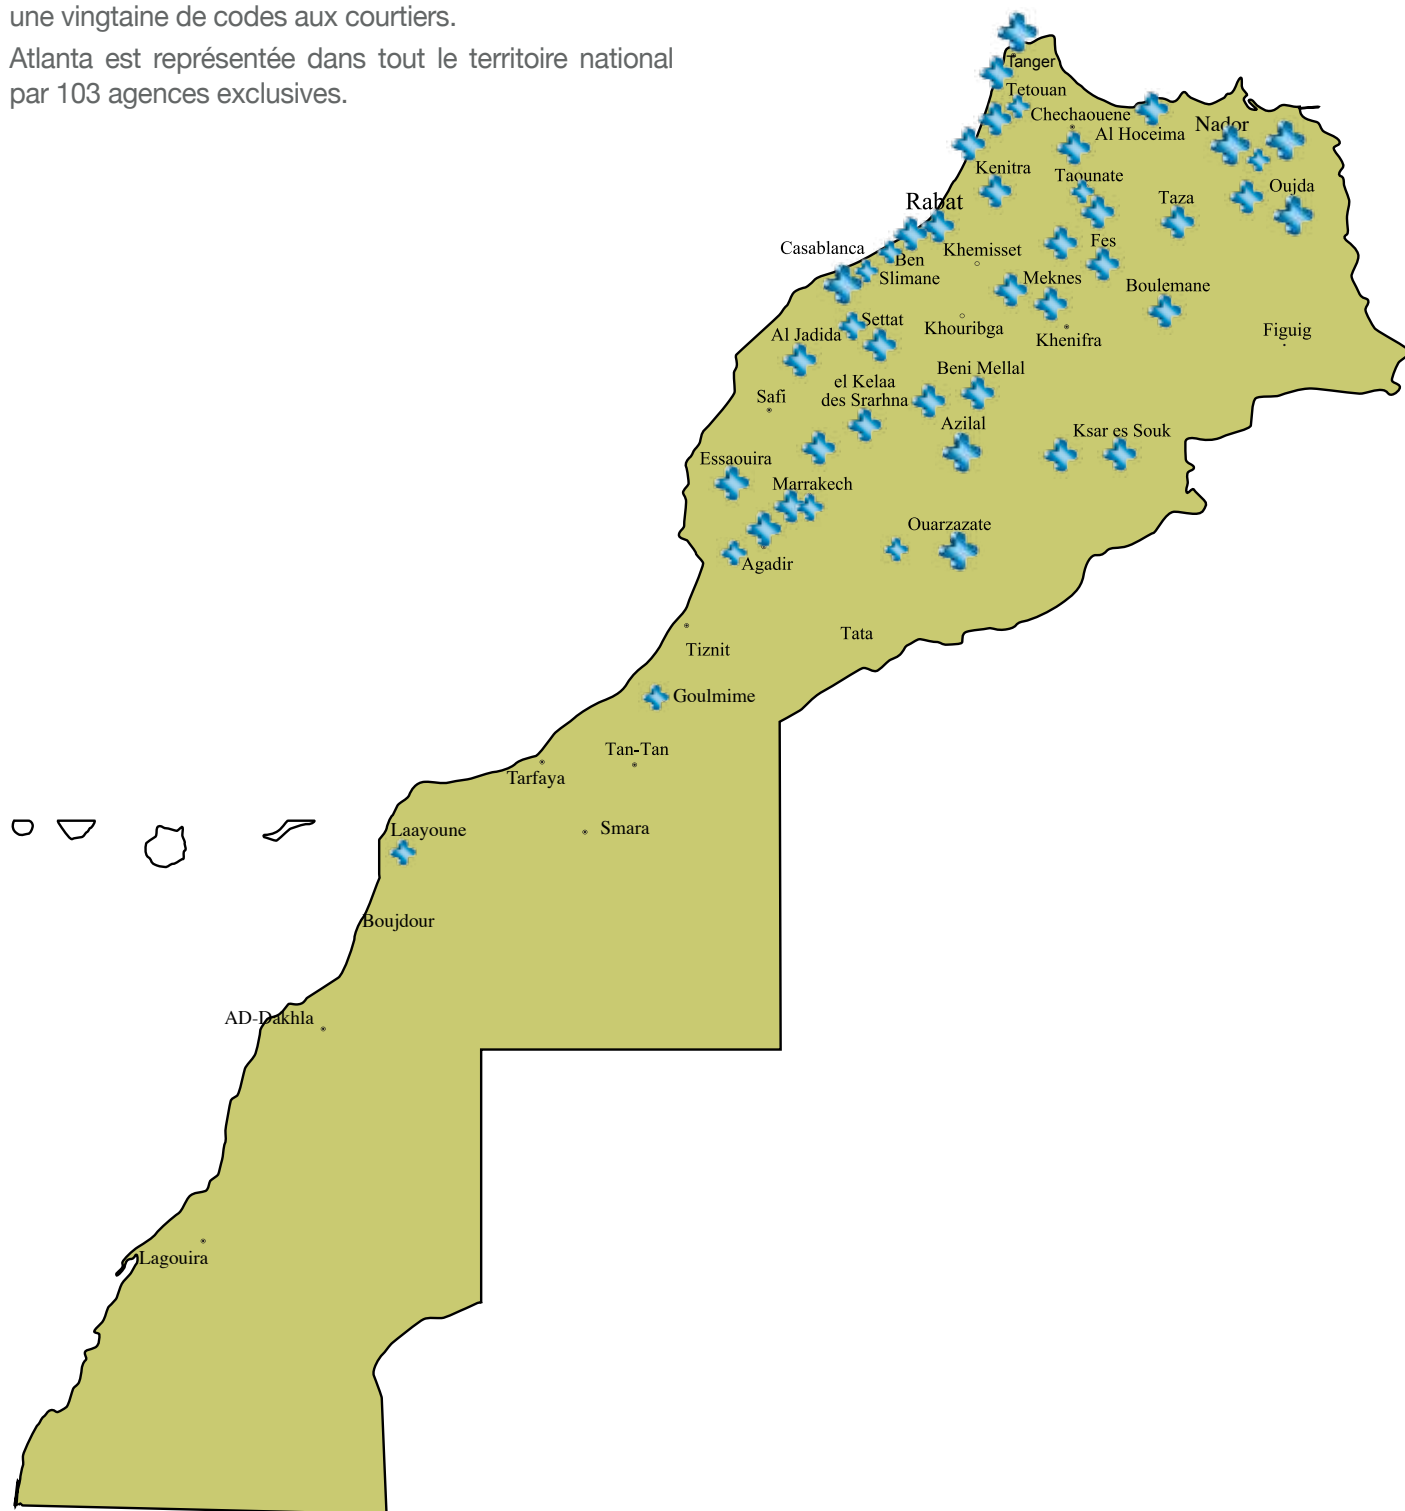 une vingtaine de codes aux courtiers.
Atlanta est représentée dans tout le territoire national
par 103 agences exclusives.
Tanger
Tetouan
Chechaouene
Al Hoceima
Nador
Kenitra
Taounate
Taza
Oujda
Rabat
Casablanca
Khemisset
Fes
Ben
Slimane
Meknes
Boulemane
Settat
Al Jadida
Khouribga
Khenifra
Figuig
el Kelaa
des Srarhna
Beni Mellal
Safi
Azilal
Ksar es Souk
Essaouira
Marrakech
Ouarzazate
Agadir
Tata
Tiznit
Goulmime
Tan-Tan
Tarfaya
Laayoune
Smara
Boujdour
AD-Dakhla
Lagouira